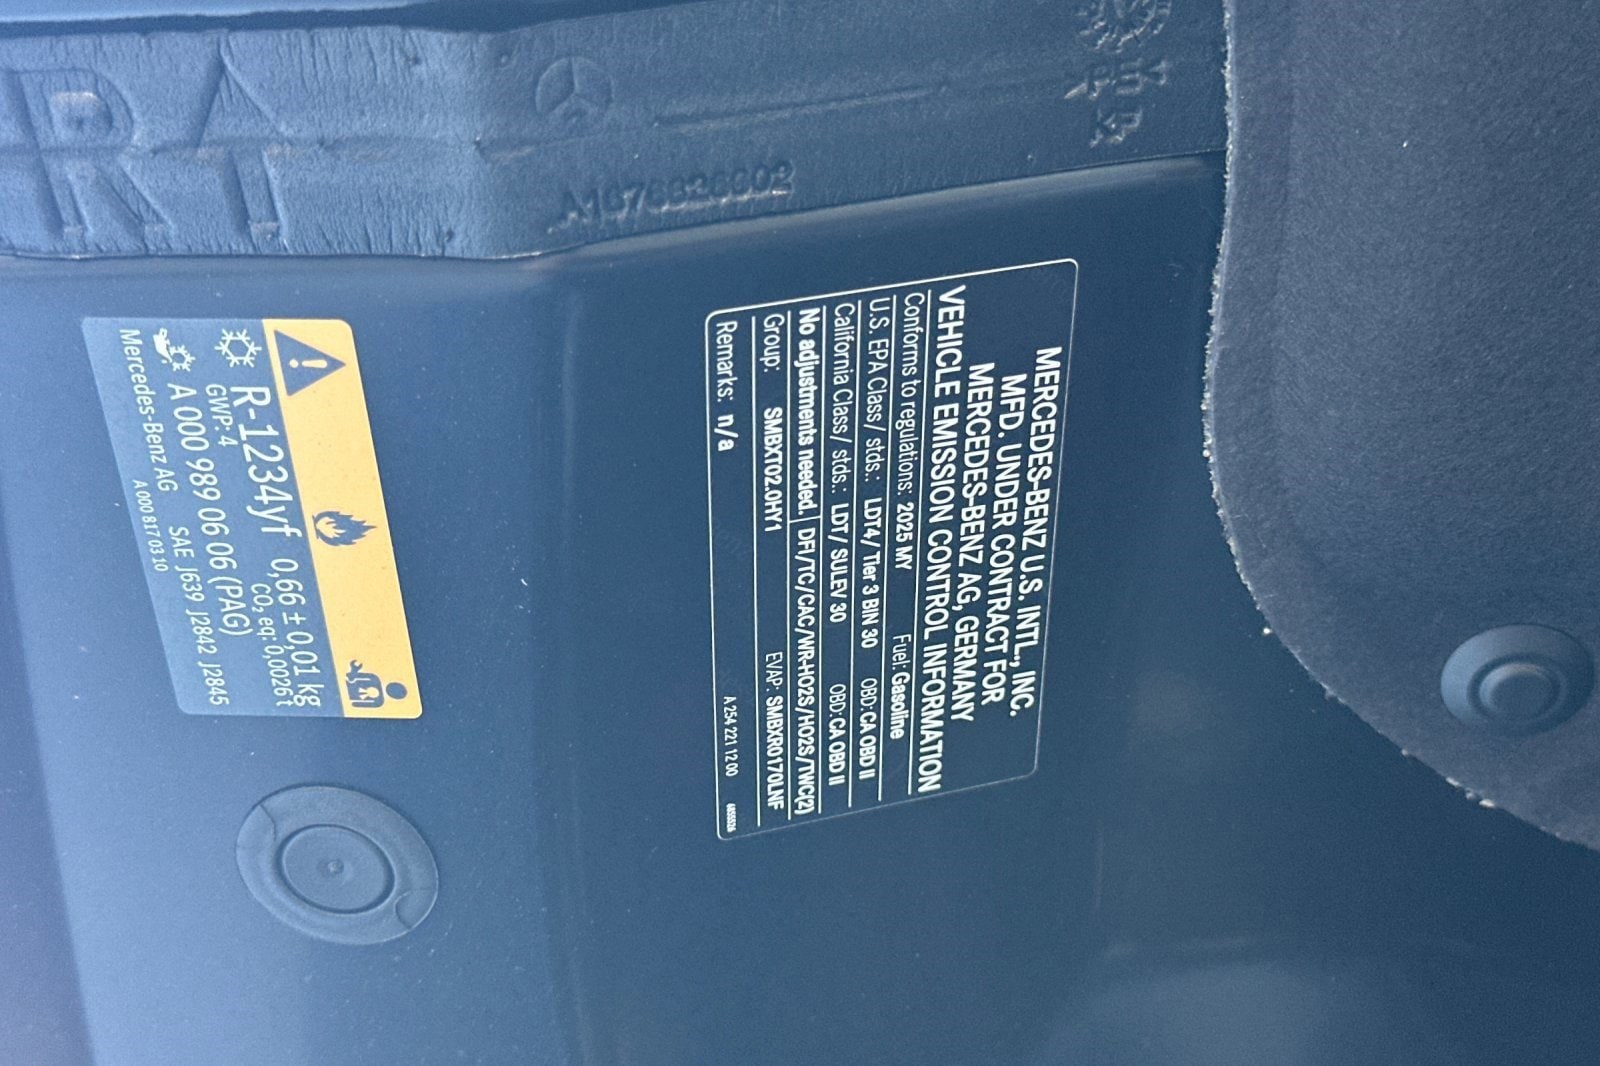 MERCEDES-BENZ U.S. INTL., INC.
MFD. UNDER CONTRACT FOR
MERCEDES-BENZ AG, GERMANY
VEHICLE EMISSION CONTROL INFORMATION
Conforms to regulations: 2025 MY Fuel: Gasoline
U.S. EPA Class/ stds.: LDT4/ Tier 3 BIN 30 OBD: CA OBD II
California Class/ stds.: LDT/ SULEV 30 OBD: CA OBD II
No adjustments needed. DFI/TC/CAC/WR-HO2S/HO2S/TWC(2)
Group: SMBXT02.0HY1 EVAP: SMBXR0170LNF
Remarks: n/a
A 254 221 12 00
R-1234yf 0,66 ± 0,01 kg
GWP: 4 CO₂ eq: 0,0026 t
A 000 989 06 06 (PAG)
SAE J639 J2842 J2845
Mercedes-Benz AG A 000 817 03 10